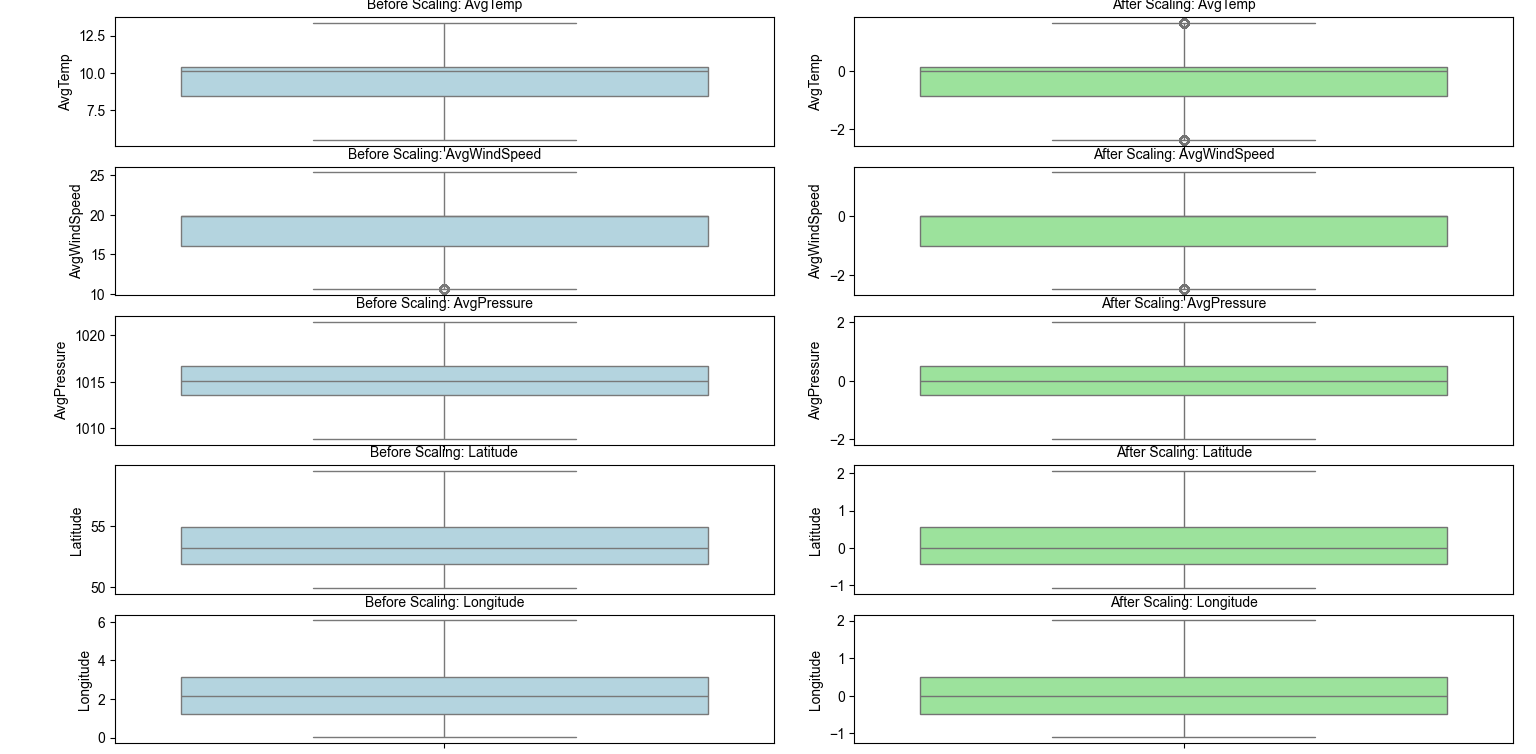 Before Scaling: AvgTemp
After Scaling: AvgTemp
12.5
10.0
7.5
AvgTemp
0
−2
AvgTemp
Before Scaling: AvgWindSpeed
After Scaling: AvgWindSpeed
25
20
15
10
AvgWindSpeed
0
−2
AvgWindSpeed
Before Scaling: AvgPressure
After Scaling: AvgPressure
1020
1015
1010
AvgPressure
2
0
−2
AvgPressure
Before Scaling: Latitude
After Scaling: Latitude
55
50
Latitude
2
1
0
−1
Latitude
Before Scaling: Longitude
After Scaling: Longitude
6
4
2
0
Longitude
2
1
0
−1
Longitude